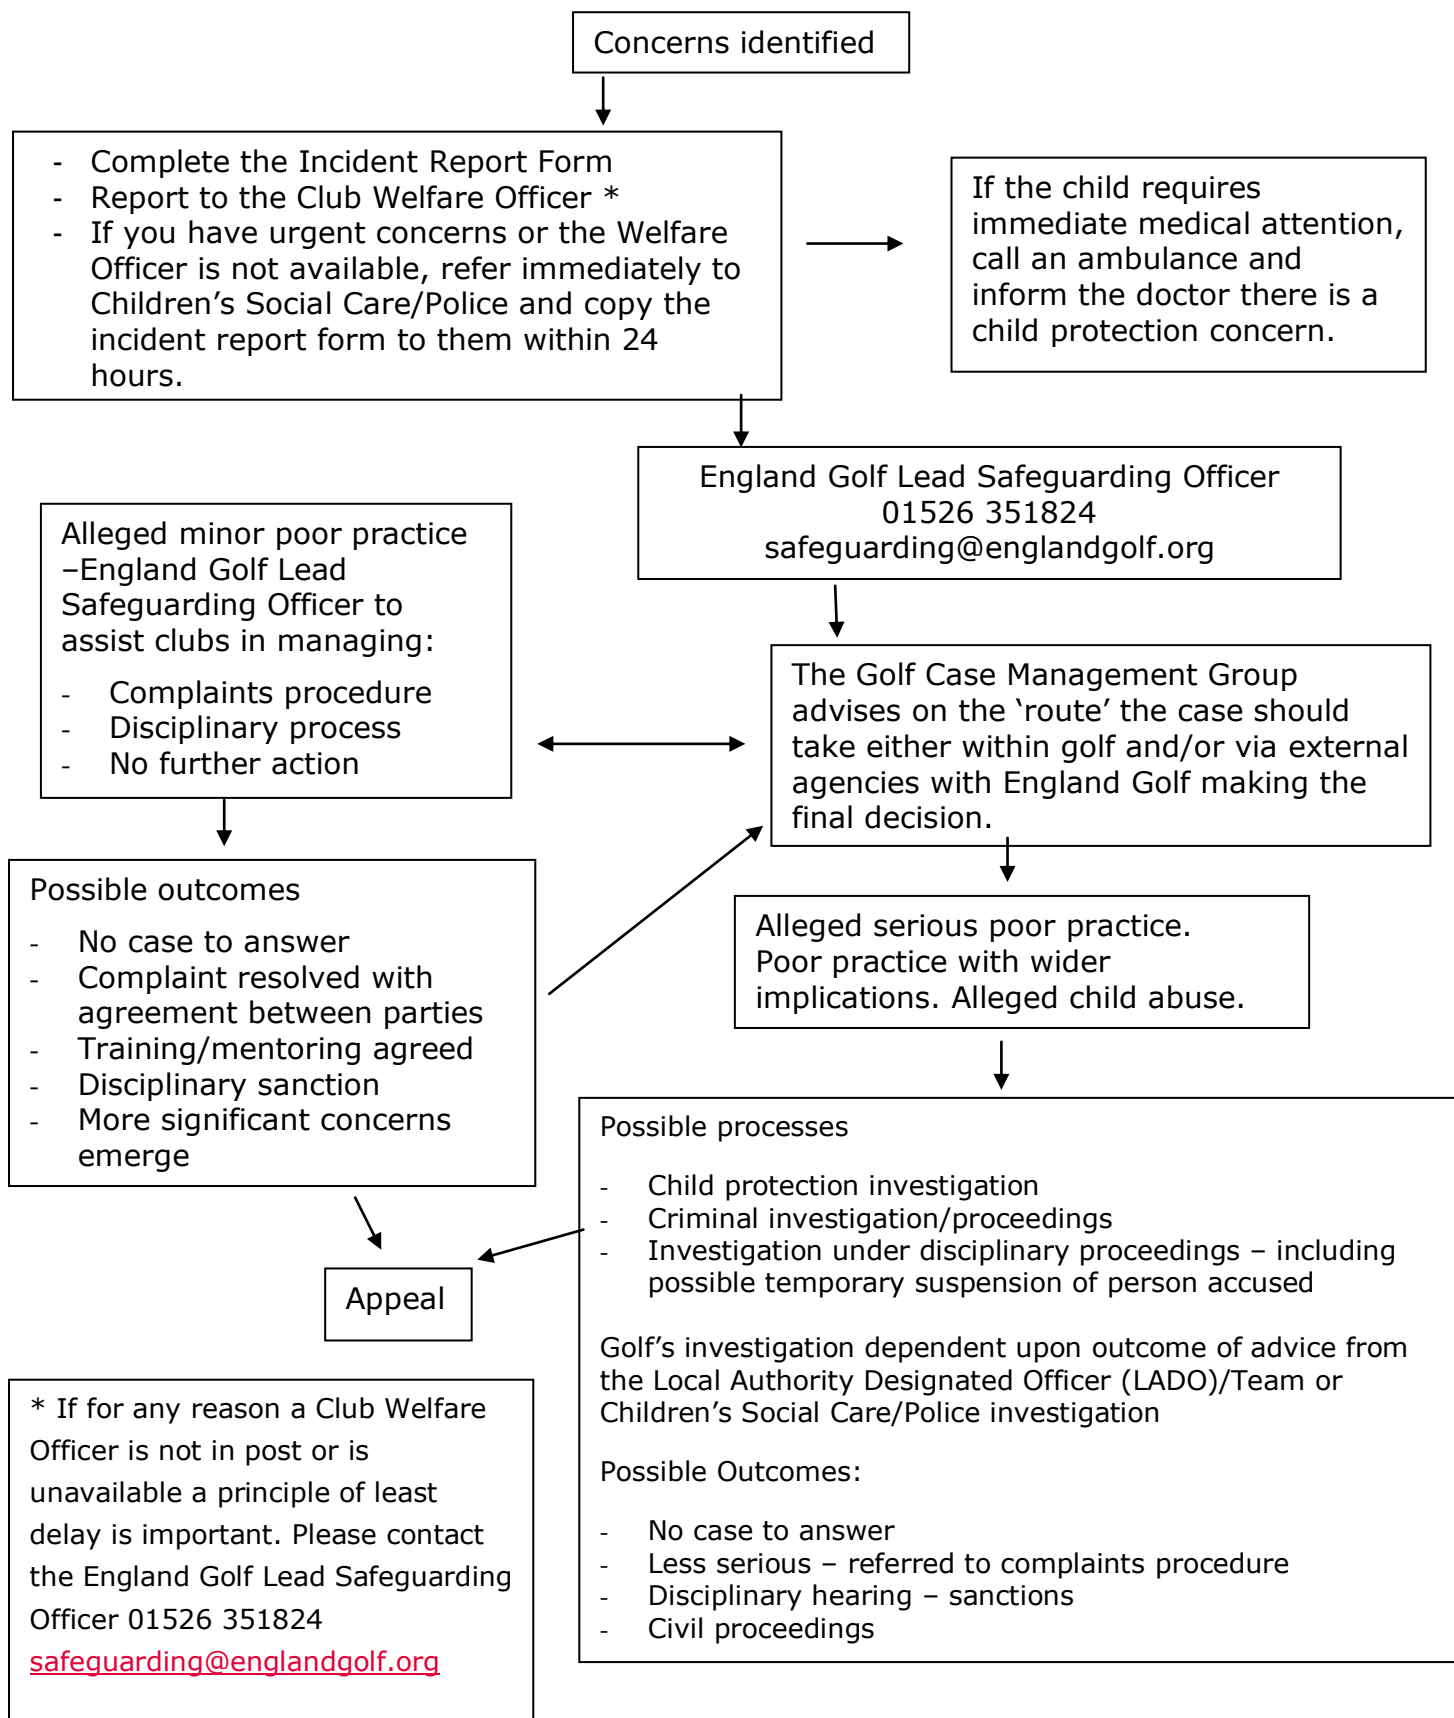 Concerns identified
- Complete the Incident Report Form
- Report to the Club Welfare Officer *
- If you have urgent concerns or the Welfare
Officer is not available, refer immediately to
Children’s Social Care/Police and copy the
incident report form to them within 24
hours.
If the child requires
immediate medical attention,
call an ambulance and
inform the doctor there is a
child protection concern.
England Golf Lead Safeguarding Officer
01526 351824
safeguarding@englandgolf.org
Alleged minor poor practice
–England Golf Lead
Safeguarding Officer to
assist clubs in managing:
- Complaints procedure
- Disciplinary process
- No further action
The Golf Case Management Group
advises on the ‘route’ the case should
take either within golf and/or via external
agencies with England Golf making the
final decision.
Possible outcomes
- No case to answer
- Complaint resolved with
agreement between parties
- Training/mentoring agreed
- Disciplinary sanction
- More significant concerns
emerge
Alleged serious poor practice.
Poor practice with wider
implications. Alleged child abuse.
Possible processes
- Child protection investigation
- Criminal investigation/proceedings
- Investigation under disciplinary proceedings – including
possible temporary suspension of person accused
Golf’s investigation dependent upon outcome of advice from
the Local Authority Designated Officer (LADO)/Team or
Children’s Social Care/Police investigation
Possible Outcomes:
- No case to answer
- Less serious – referred to complaints procedure
- Disciplinary hearing – sanctions
- Civil proceedings
Appeal
* If for any reason a Club Welfare
Officer is not in post or is
unavailable a principle of least
delay is important. Please contact
the England Golf Lead Safeguarding
Officer 01526 351824
safeguarding@englandgolf.org